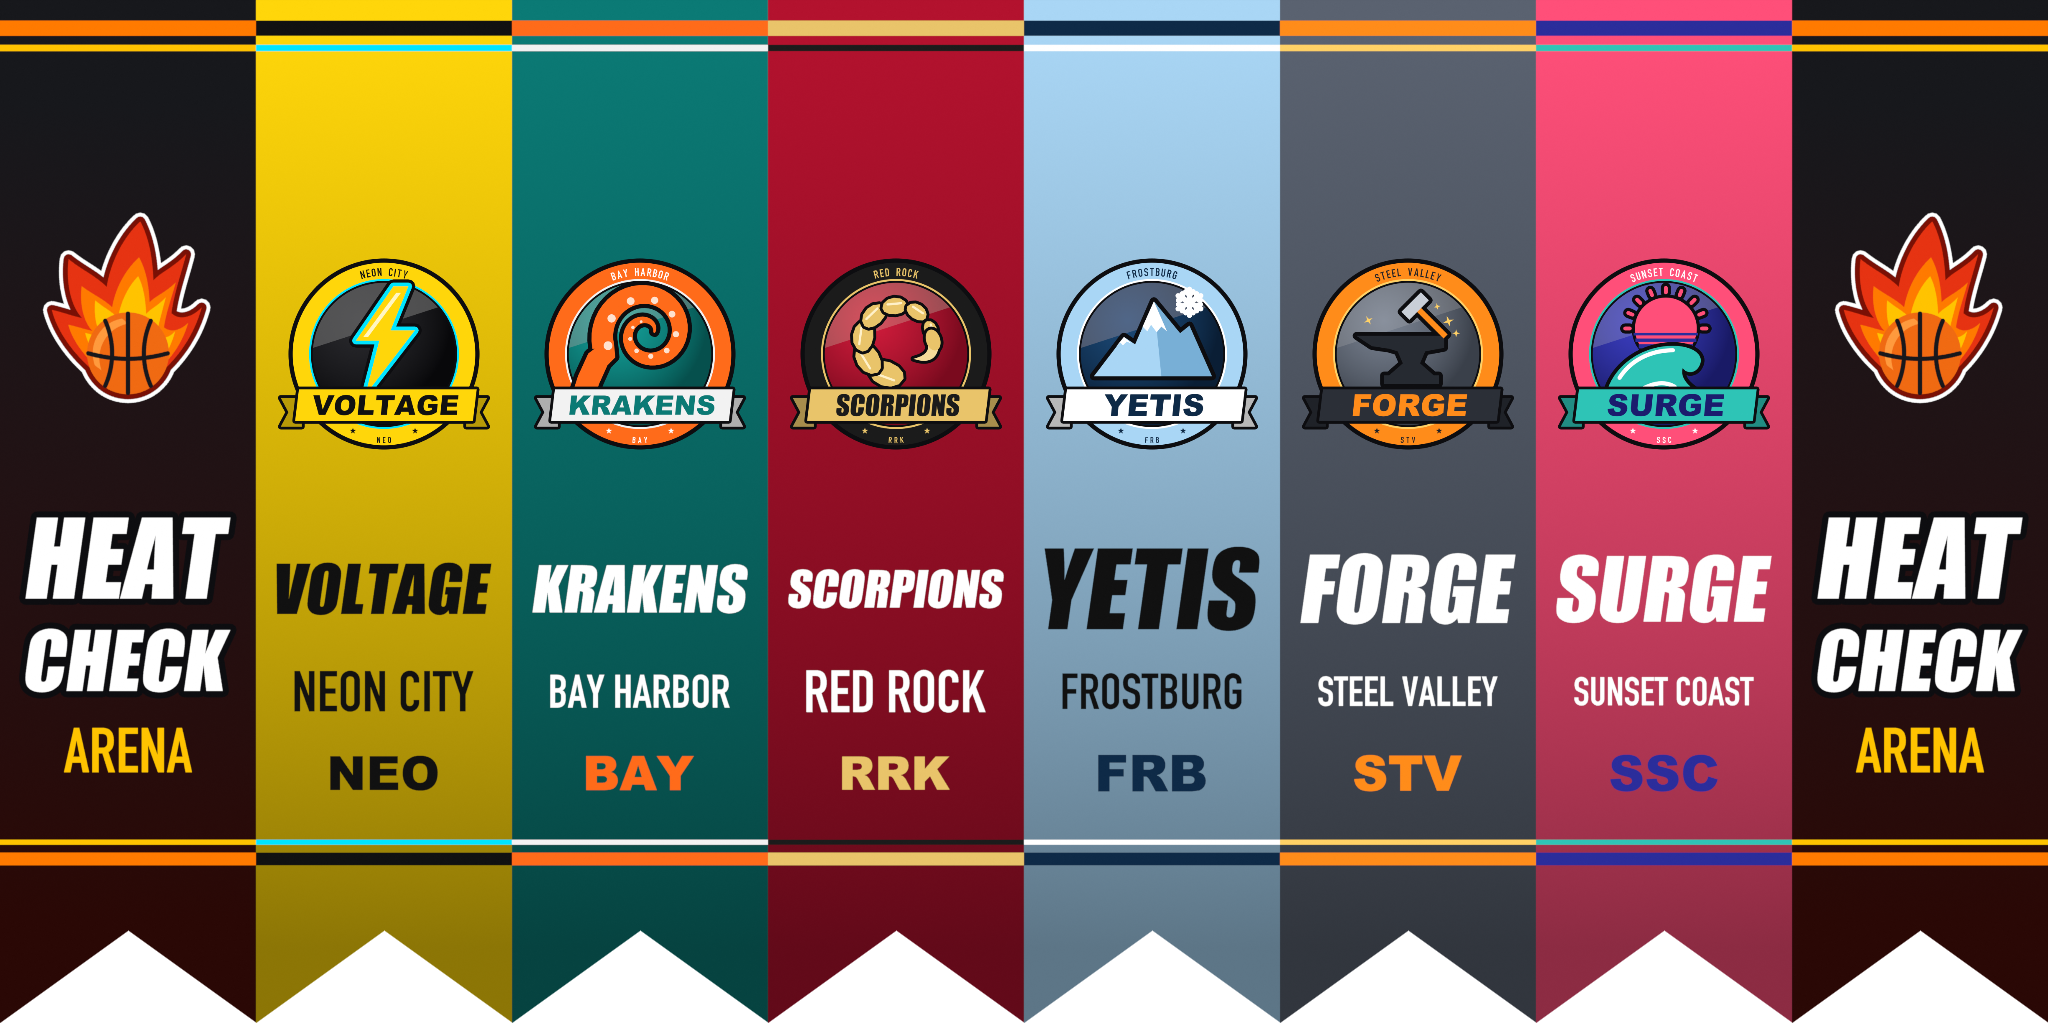 HEAT
CHECK
ARENA
NEON CITY
VOLTAGE
NEO
VOLTAGE
NEON CITY
NEO
BAY HARBOR
KRAKENS
BAY
KRAKENS
BAY HARBOR
BAY
RED ROCK
SCORPIONS
RRK
SCORPIONS
RED ROCK
RRK
FROSTBURG
YETIS
FRB
YETIS
FROSTBURG
FRB
STEEL VALLEY
FORGE
STV
FORGE
STEEL VALLEY
STV
SUNSET COAST
SURGE
SSC
SURGE
SUNSET COAST
SSC
HEAT
CHECK
ARENA